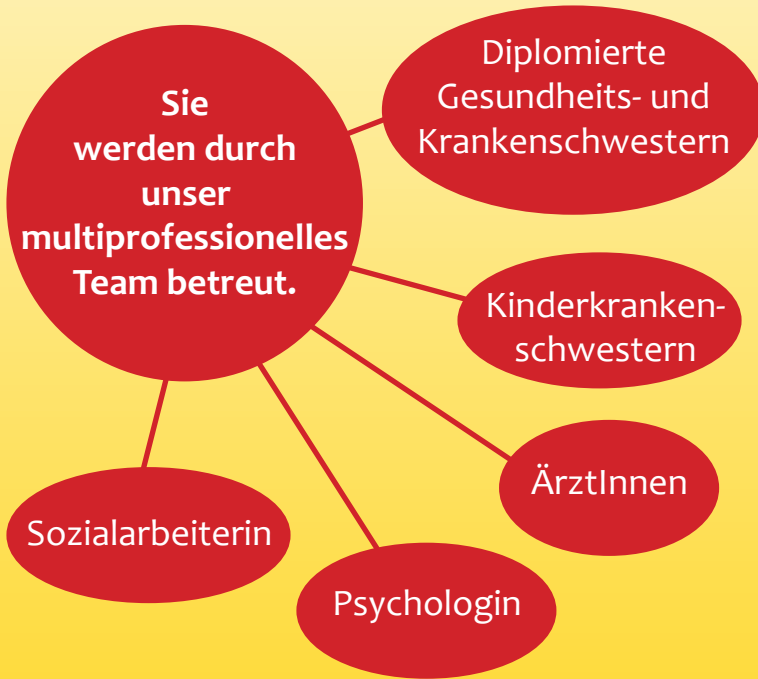 Sie
werden durch
unser
multiprofessionelles
Team betreut.
Diplomierte
Gesundheits- und
Krankenschwestern
Kinderkranken-
schwestern
ÄrztInnen
Psychologin
Sozialarbeiterin